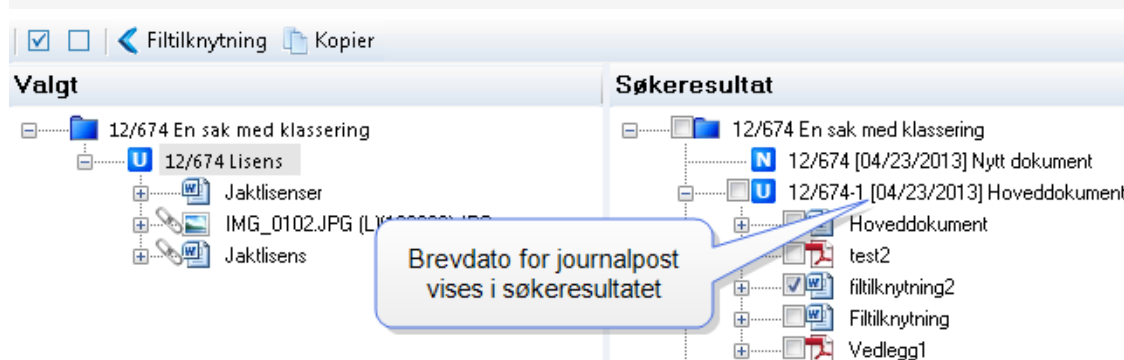 Filtilknytning Kopier
Valgt
Søkeresultat
12/674 En sak med klassering
U 12/674 Lisens
Jaktlisenser
IMG_0102.JPG (L)
Jaktlisens
12/674 En sak med klassering
N 12/674 [04/23/2013] Nytt dokument
U 12/674-1 [04/23/2013] Hoveddokument
Hoveddokument
test2
filtilknytning2
Filtilknytning
Vedlegg1
Brevdato for journalpost
vises i søkeresultatet